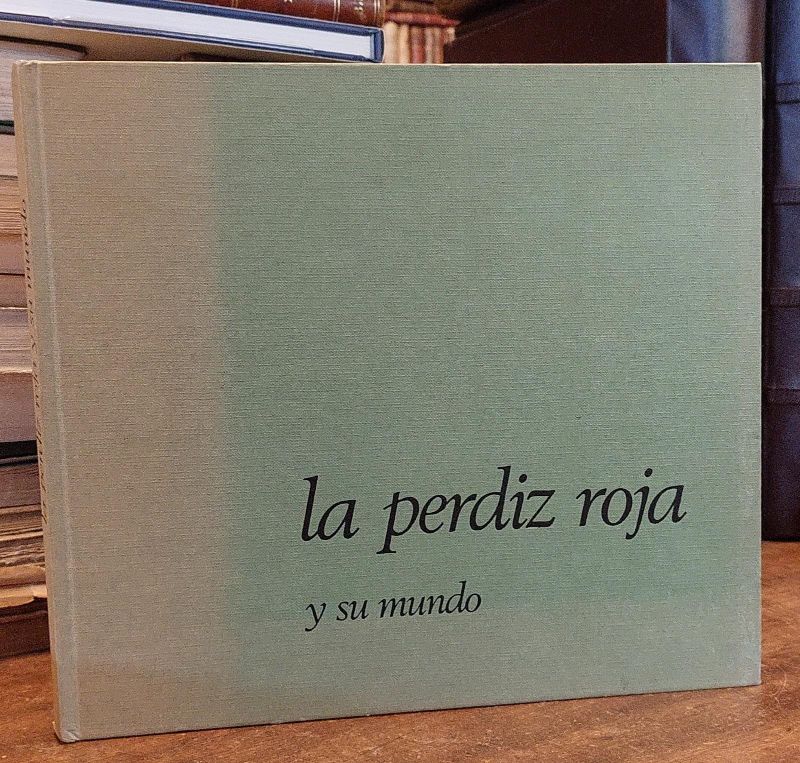 la perdiz roja
y su mundo